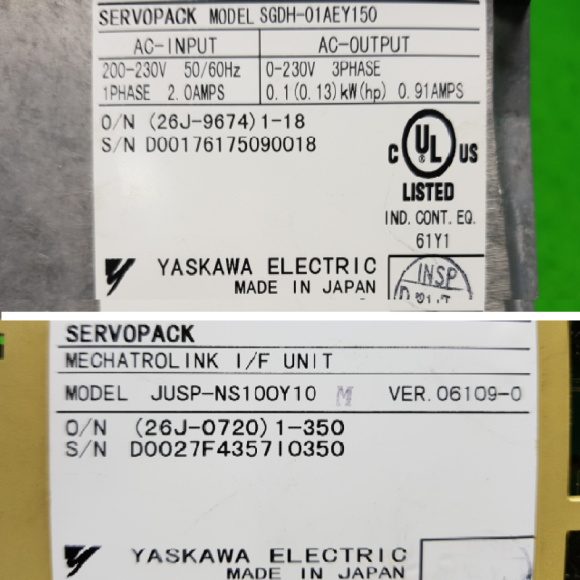 SERVOPACK MODEL SGDH-01AEY150
AC-INPUT AC-OUTPUT
200-230V 50/60Hz 0-230V 3PHASE
1PHASE 2.0AMPS 0.1(0.13)kW(hp) 0.91AMPS
O/N (26J-9674)1-18
S/N D00176175090018
C UL US
LISTED
IND. CONT. EQ.
61Y1
INSP
YASKAWA ELECTRIC
MADE IN JAPAN
SERVOPACK
MECHATROLINK I/F UNIT
MODEL JUSP-NS100Y10 M VER.06109-0
O/N (26J-0720)1-350
S/N D0027F435710350
YASKAWA ELECTRIC
MADE IN JAPAN